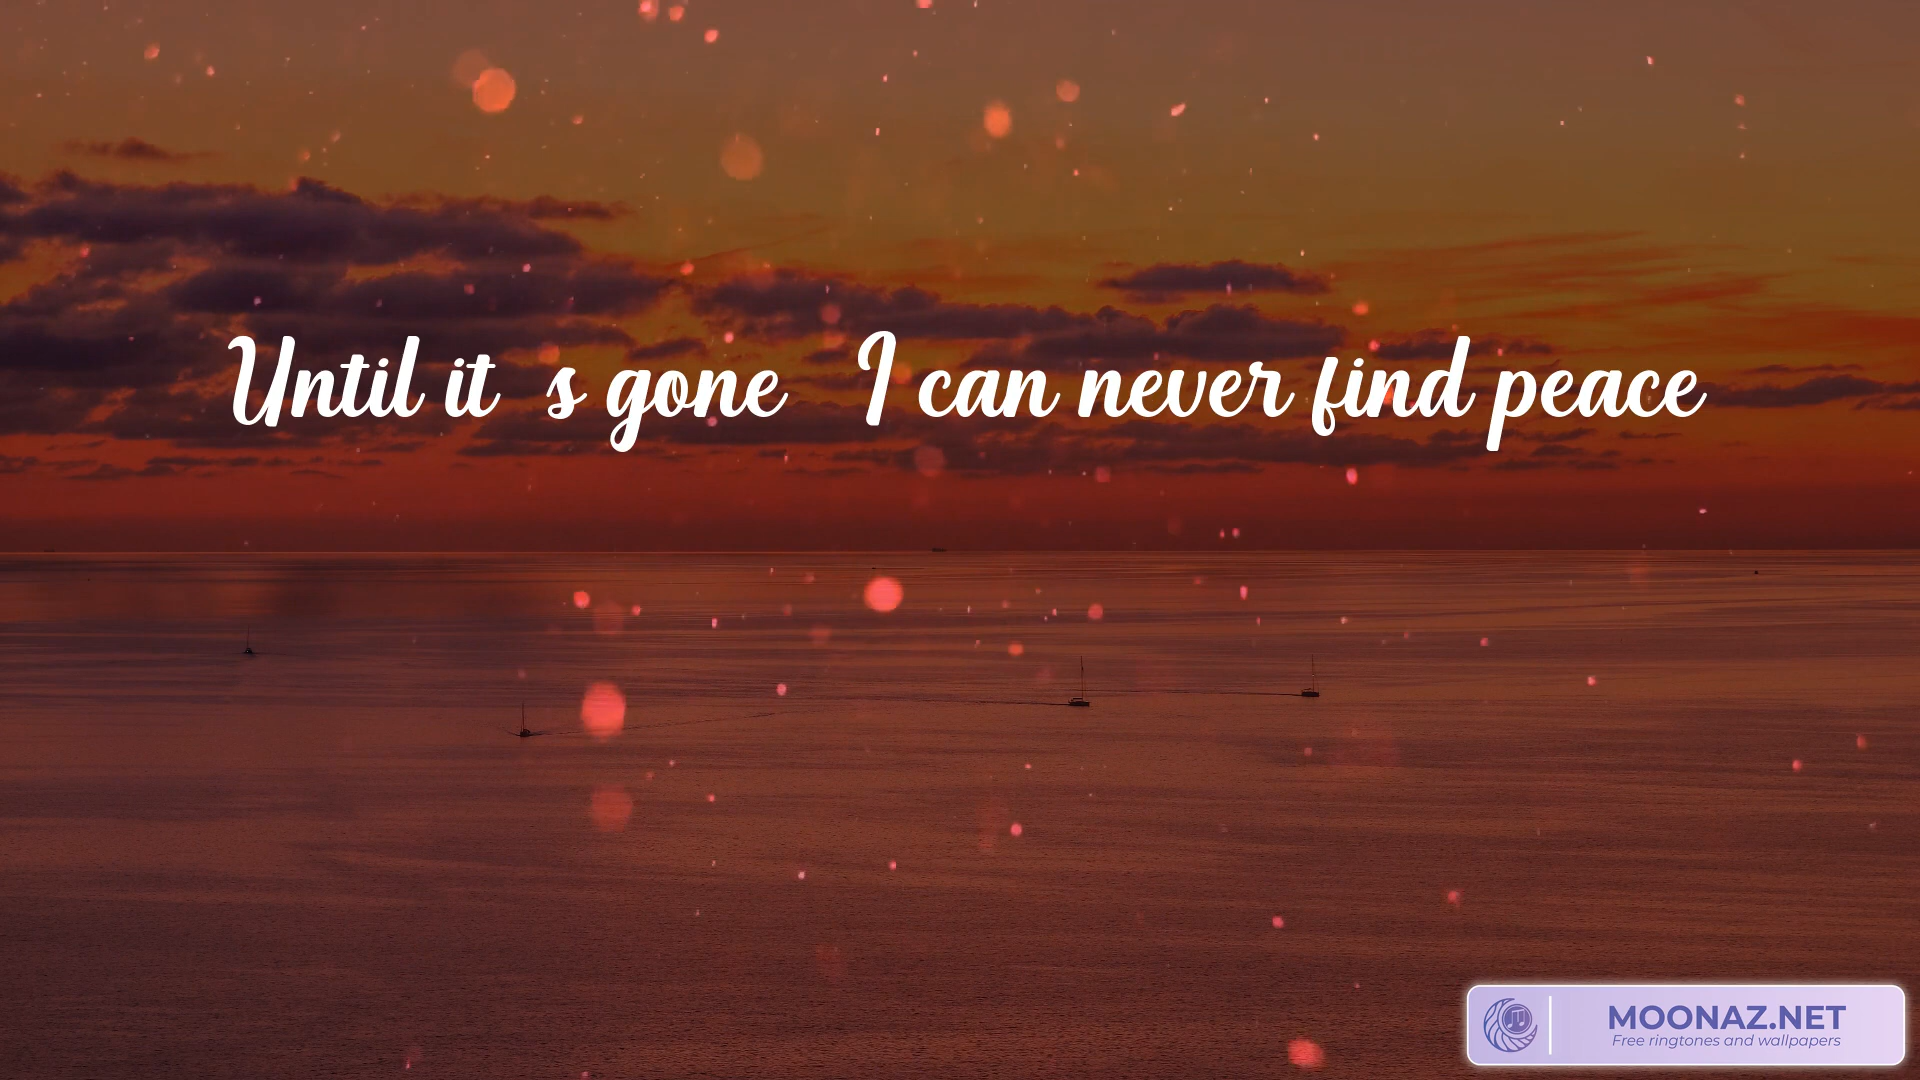 Until it s gone I can never find peace
MOONAZ.NET
Free ringtones and wallpapers